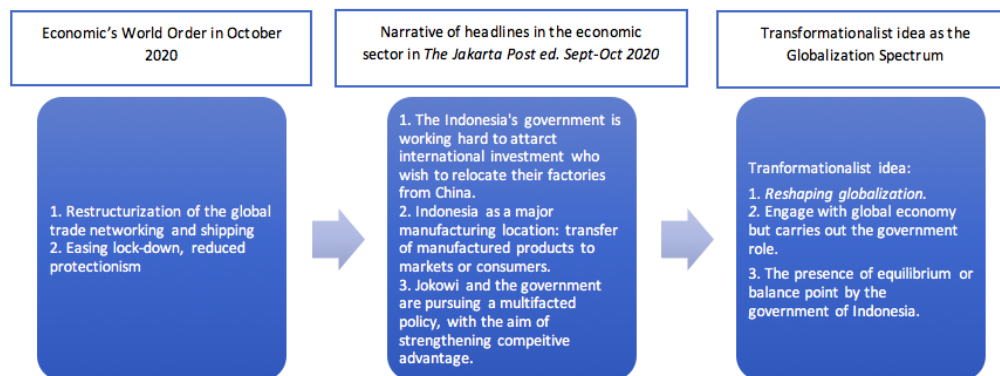 Economic's World Order in October
2020
Narrative of headlines in the economic
sector in The Jakarta Post ed. Sept-Oct 2020
Transformationalist idea as the
Globalization Spectrum
1. Restructurization of the global
trade networking and shipping
2. Easing lock-down, reduced
protectionism
1. The Indonesia's government is
working hard to attarct
international investment who
wish to relocate their factories
from China.
2. Indonesia as a major
manufacturing location: transfer
of manufactured products to
markets or consumers.
3. Jokowi and the government
are pursuing a multifacted
policy, with the aim of
strengthening compeitive
advantage.
Tranformationalist idea:
1. Reshaping globalization.
2. Engage with global economy
but carries out the government
role.
3. The presence of equilibrium or
balance point by the
government of Indonesia.